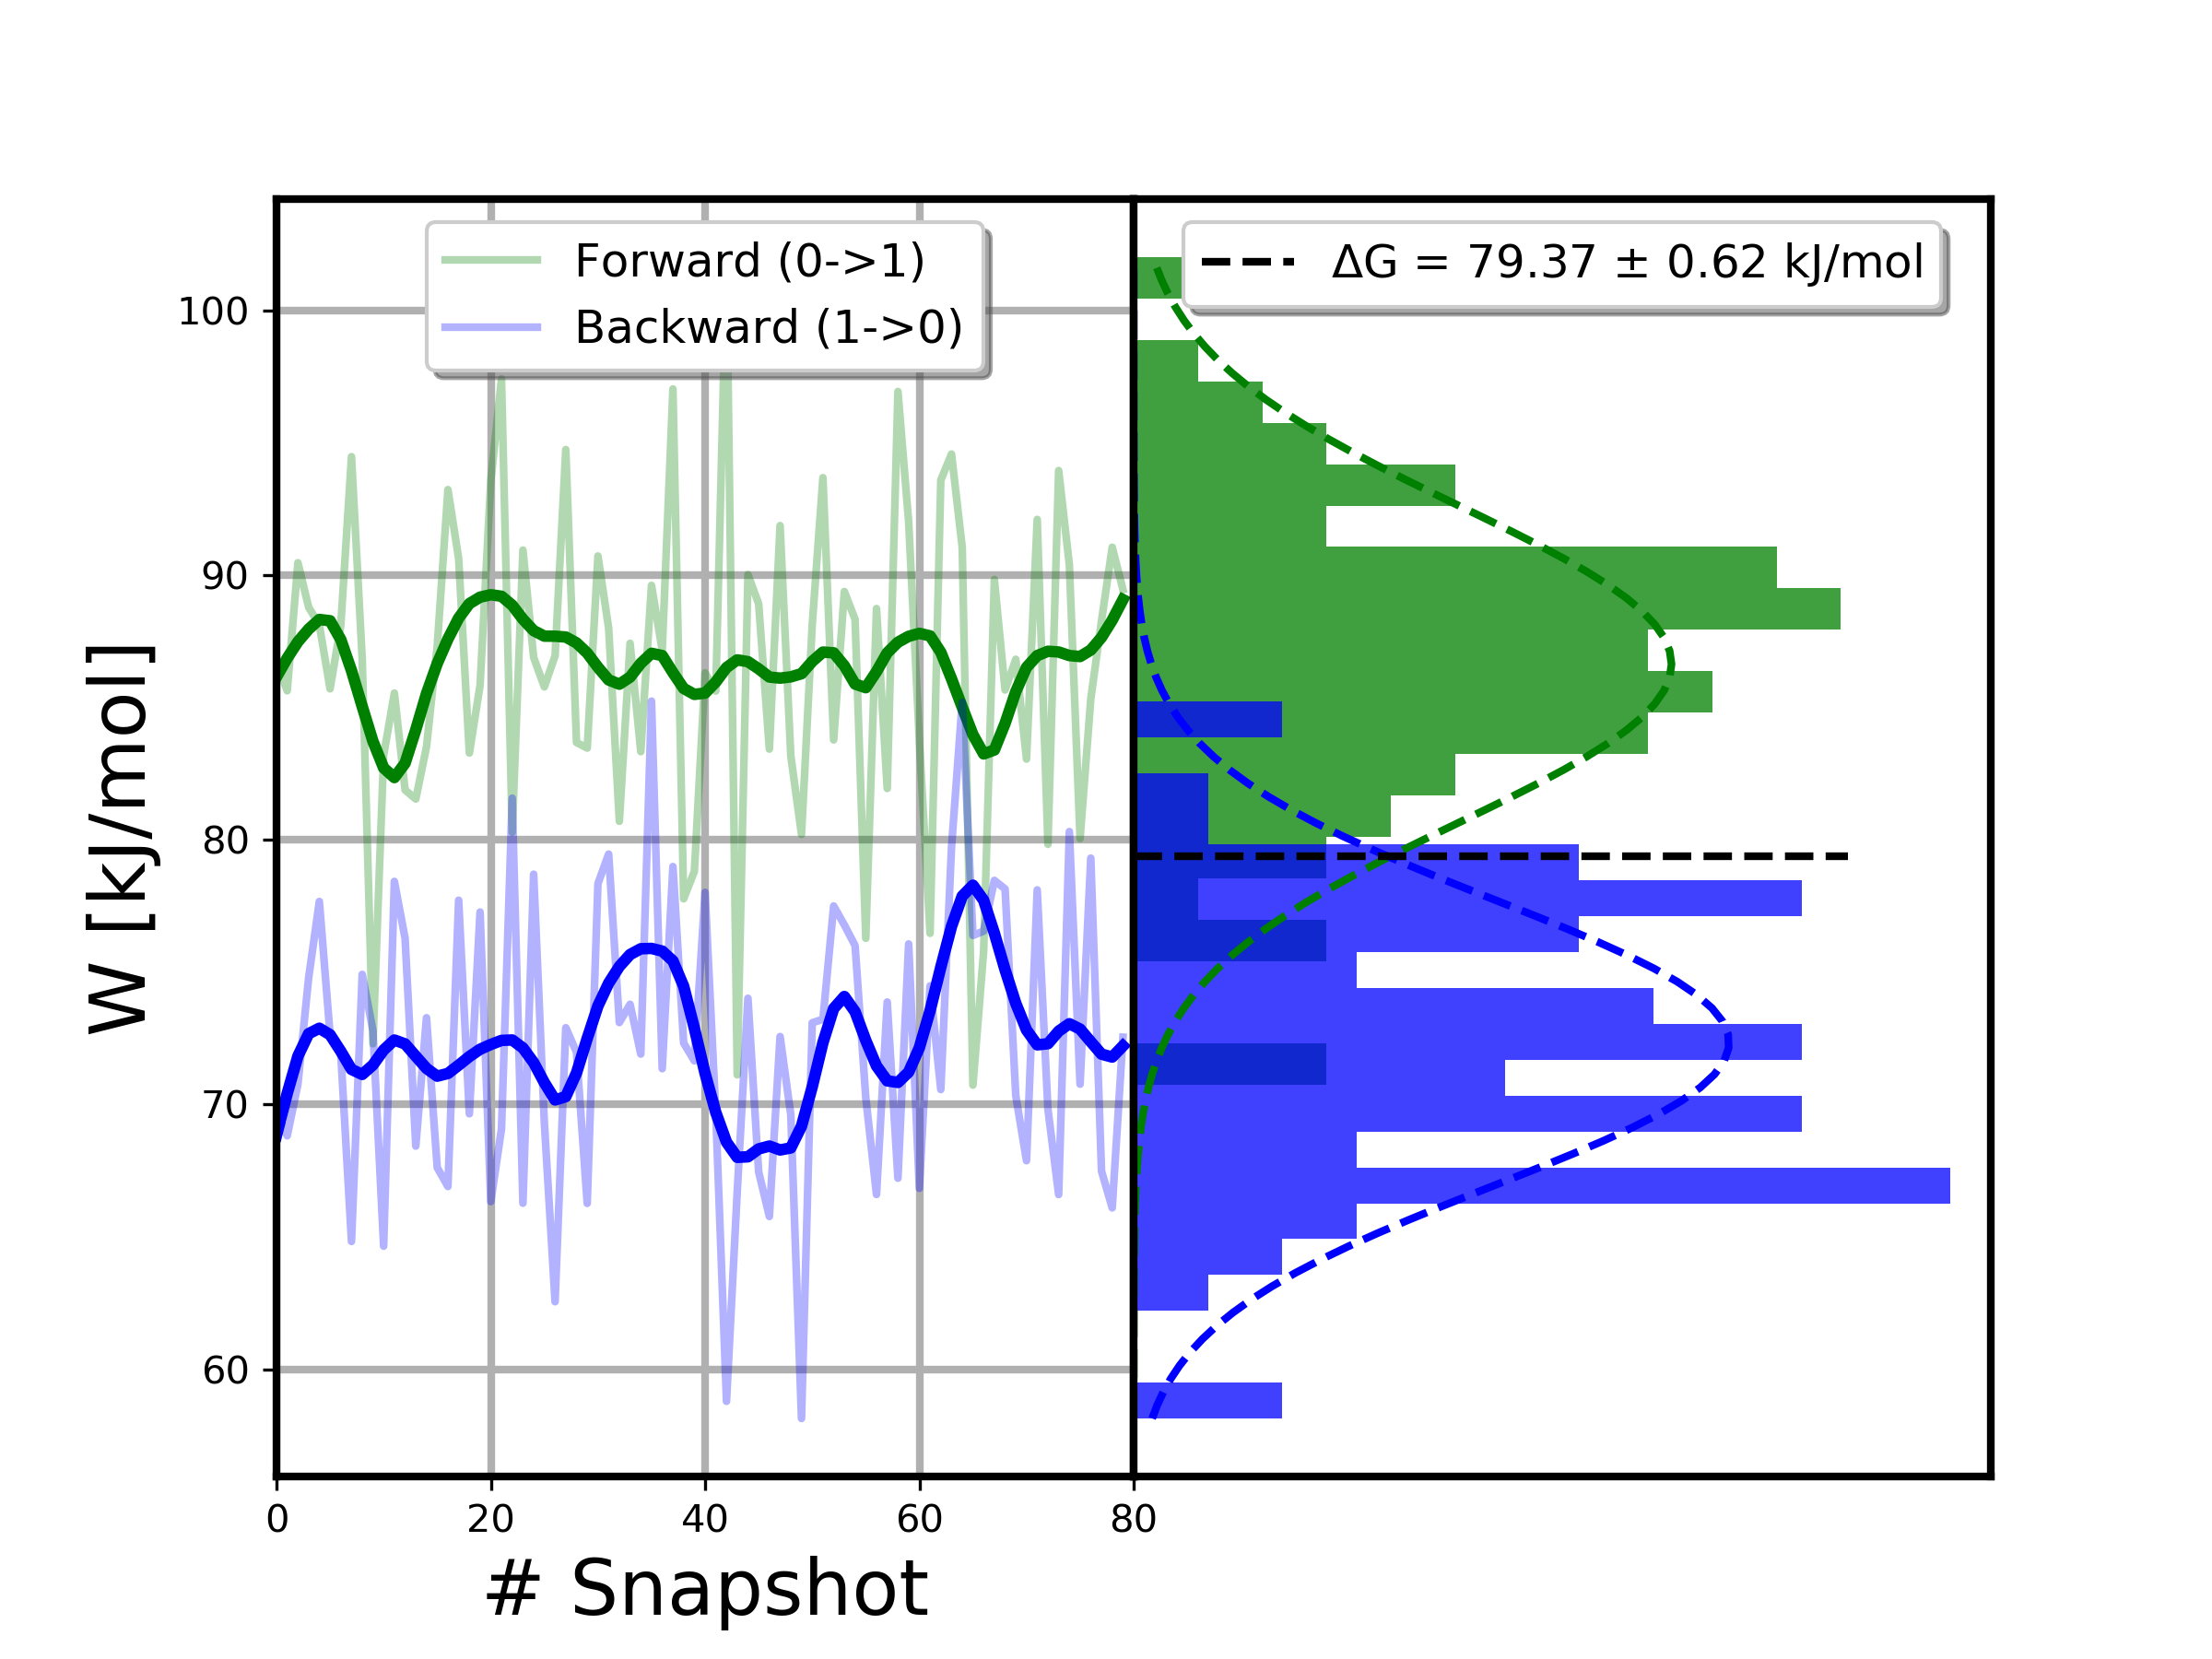 Forward (0->1)
Backward (1->0)
ΔG = 79.37 ± 0.62 kJ/mol
W [kJ/mol]
100
90
80
70
60
0
20
40
60
80
# Snapshot